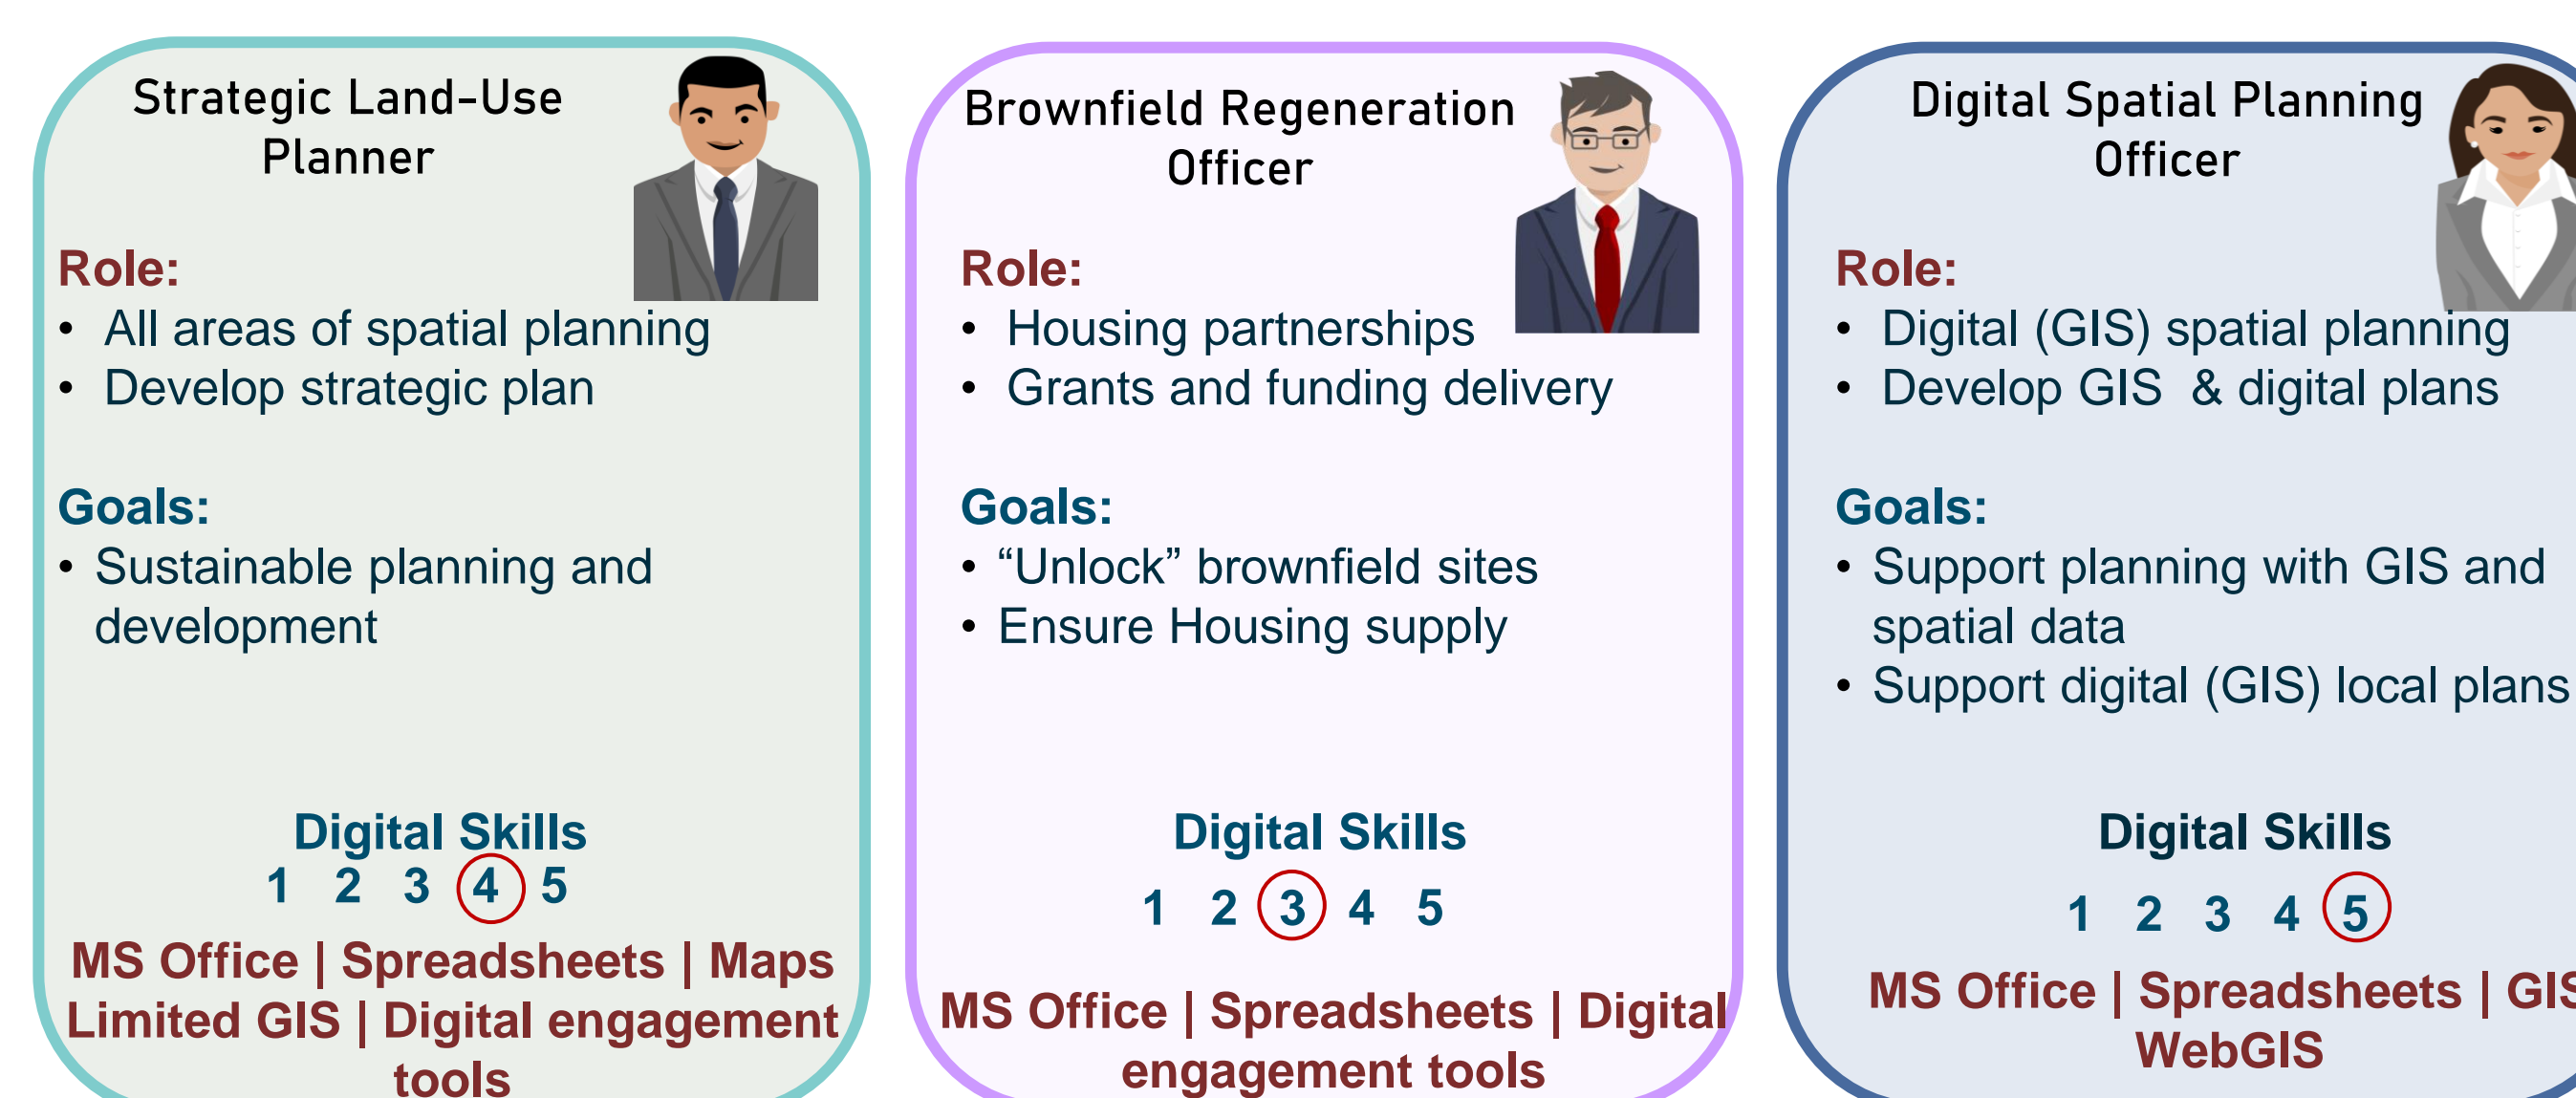 Strategic Land-Use
Planner
Role:
• All areas of spatial planning
• Develop strategic plan
Goals:
• Sustainable planning and
development
Digital Skills
1 2 3 4 5
MS Office | Spreadsheets | Maps
Limited GIS | Digital engagement
tools
Brownfield Regeneration
Officer
Role:
• Housing partnerships
• Grants and funding delivery
Goals:
• “Unlock” brownfield sites
• Ensure Housing supply
Digital Skills
1 2 3 4 5
MS Office | Spreadsheets | Digital
engagement tools
Digital Spatial Planning
Officer
Role:
• Digital (GIS) spatial planning
• Develop GIS & digital plans
Goals:
• Support planning with GIS and
spatial data
• Support digital (GIS) local plans
Digital Skills
1 2 3 4 5
MS Office | Spreadsheets | GIS
WebGIS